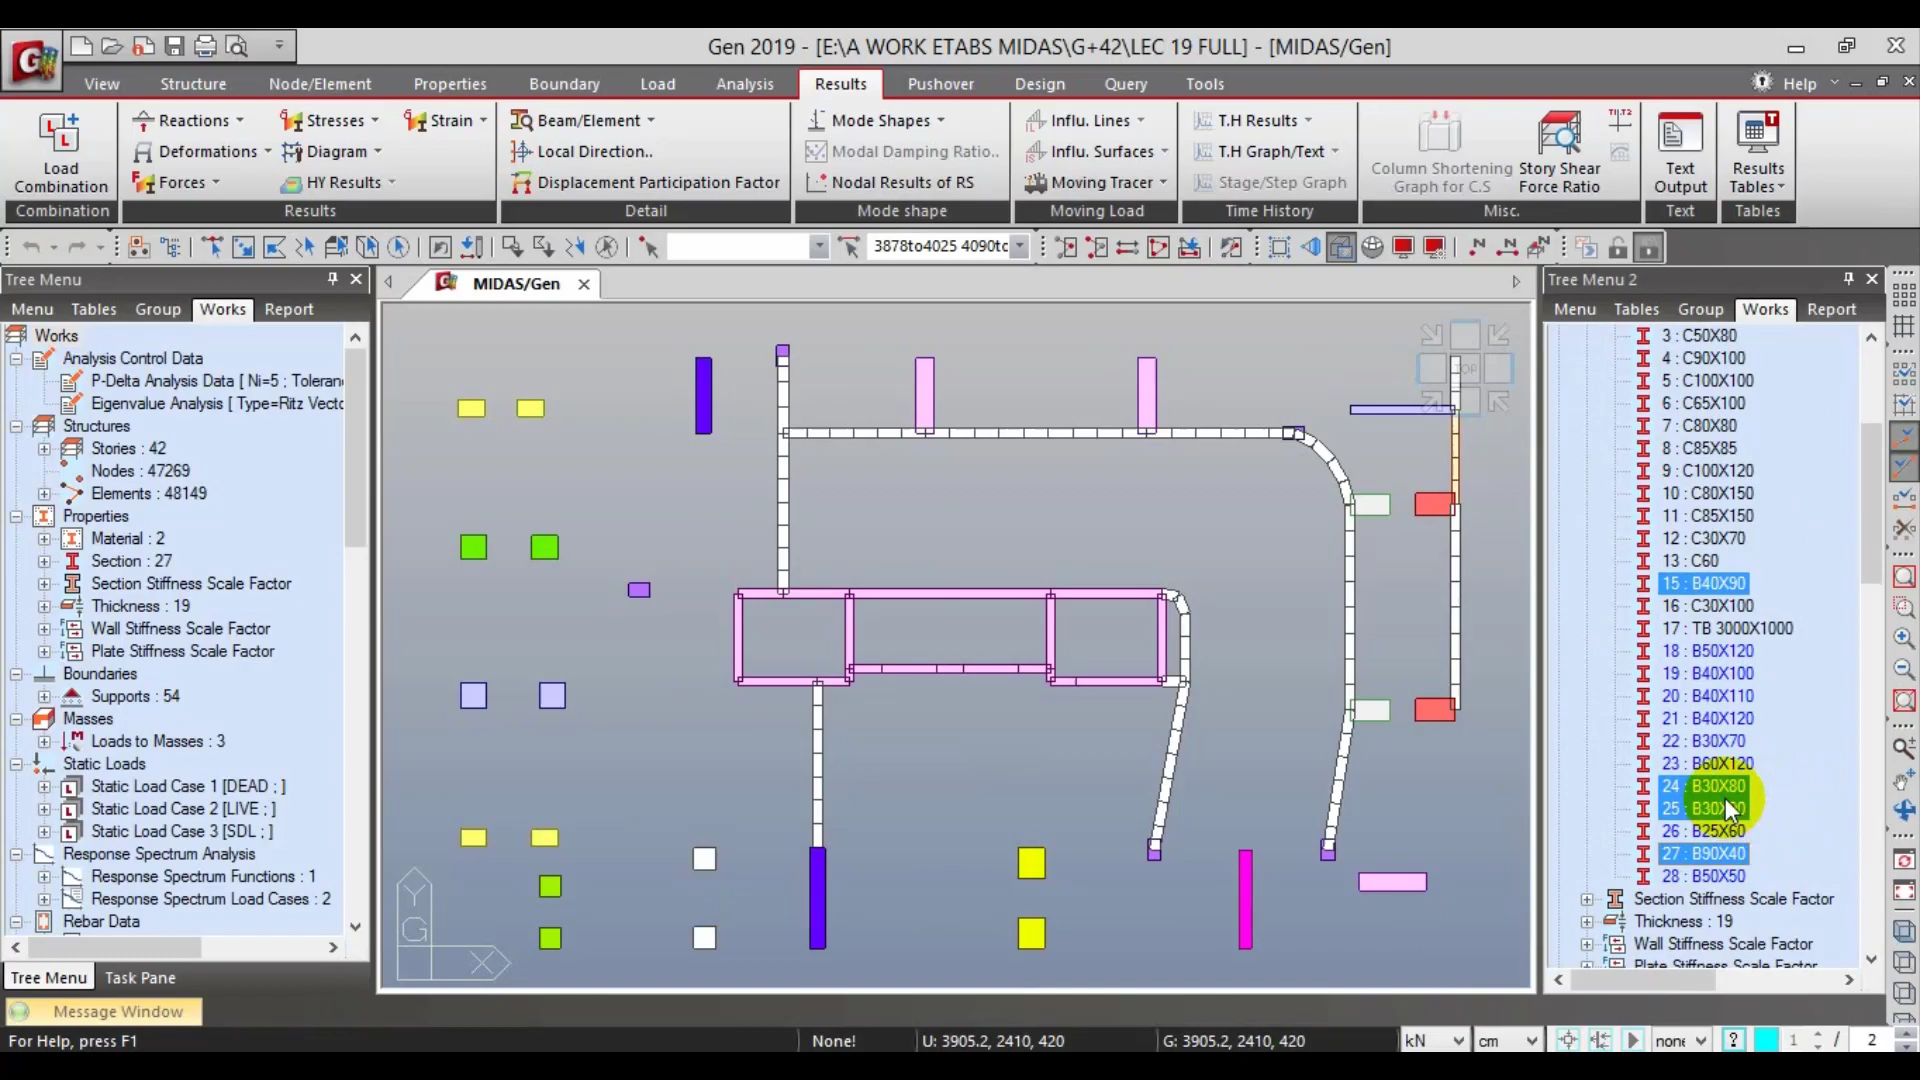 Gen 2019 - [E:\A WORK ETABS MIDAS\G+42\LEC 19 FULL] - [MIDAS/Gen]
View Structure Node/Element Properties Boundary Load Analysis Results Pushover Design Query Tools Help
Load Combination
Reactions
Deformations
Forces
Stresses
Diagram
HY Results
Strain
Beam/Element
Local Direction..
Displacement Participation Factor
Mode Shapes
Modal Damping Ratio..
Nodal Results of RS
Influ. Lines
Influ. Surfaces
Moving Tracer
T.H Results
T.H Graph/Text
Stage/Step Graph
Column Shortening Graph for C.S
Story Shear Force Ratio
Text Output
Results Tables
Combination Results Detail Mode shape Moving Load Time History Misc. Text Tables
3878to4025 4090tc
Tree Menu
Menu Tables Group Works Report
Works
Analysis Control Data
P-Delta Analysis Data [ Ni=5 ; Toleran
Eigenvalue Analysis [ Type=Ritz Vectc
Structures
Stories : 42
Nodes : 47269
Elements : 48149
Properties
Material : 2
Section : 27
Section Stiffness Scale Factor
Thickness : 19
Wall Stiffness Scale Factor
Plate Stiffness Scale Factor
Boundaries
Supports : 54
Masses
Loads to Masses : 3
Static Loads
Static Load Case 1 [DEAD ; ]
Static Load Case 2 [LIVE ; ]
Static Load Case 3 [SDL ; ]
Response Spectrum Analysis
Response Spectrum Functions : 1
Response Spectrum Load Cases : 2
Rebar Data
Tree Menu Task Pane
MIDAS/Gen
TOP
Y
G
X
Tree Menu 2
Menu Tables Group Works Report
3 : C50X80
4 : C90X100
5 : C100X100
6 : C65X100
7 : C80X80
8 : C85X85
9 : C100X120
10 : C80X150
11 : C85X150
12 : C30X70
13 : C60
15 : B40X90
16 : C30X100
17 : TB 3000X1000
18 : B50X120
19 : B40X100
20 : B40X110
21 : B40X120
22 : B30X70
23 : B60X120
24 : B30X80
25 :
26 : B25X60
27 : B90X40
28 : B50X50
Section Stiffness Scale Factor
Thickness : 19
Wall Stiffness Scale Factor
Plate Stiffness Scale Factor
Message Window
For Help, press F1
None!
U: 3905.2, 2410, 420
G: 3905.2, 2410, 420
kN
cm
none
1 / 2